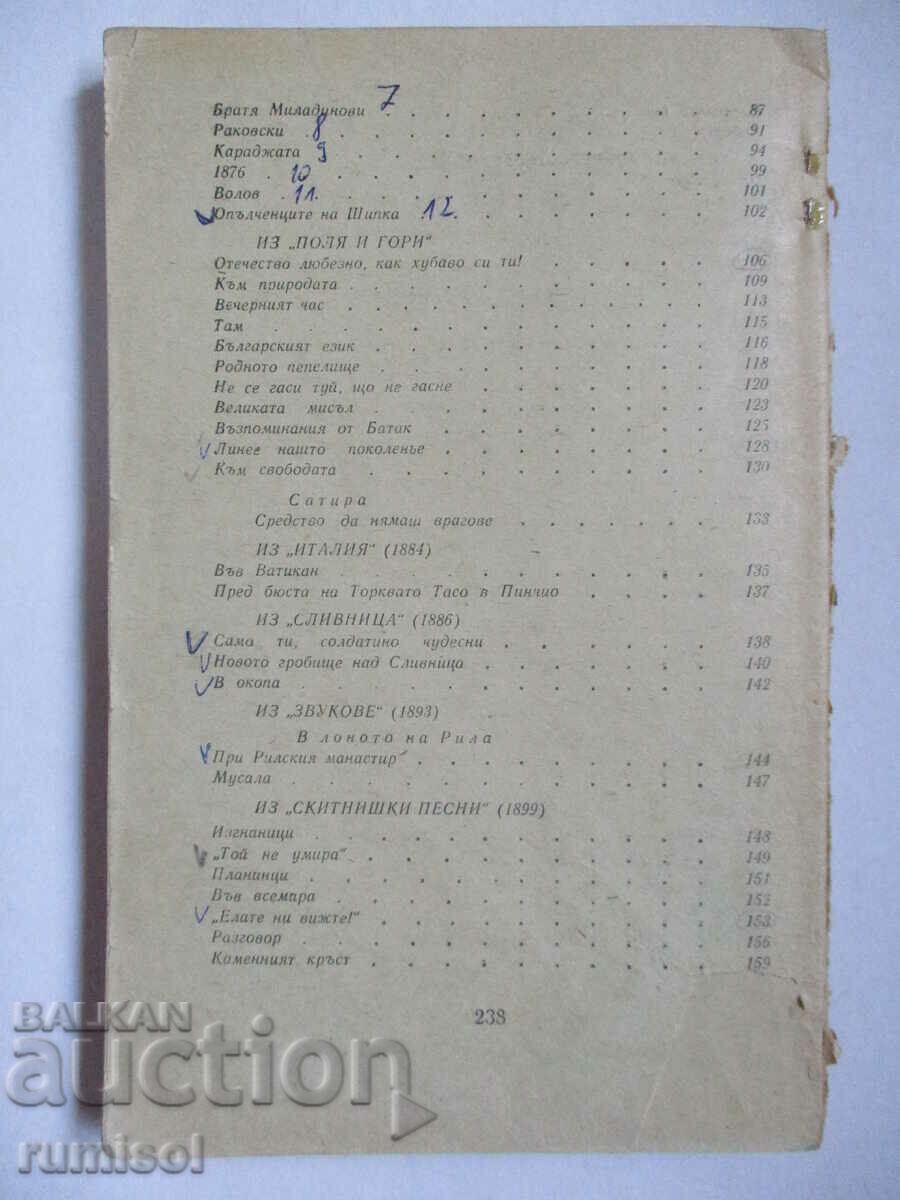 Братя Миладинови 7 . . . . . . . . . . 87
Раковски 8 . . . . . . . . . . 91
Караджата 9 . . . . . . . . . . 94
1876 . 10 . . . . . . . . . . 99
Волов . 11. . . . . . . . . . . 101
✓Опълченците на Шипка .12. . . . . . . . 102
ИЗ „ПОЛЯ И ГОРИ"
Отечество любезно, как хубаво си ти! . . . . . 106
Към природата . . . . . . . . . . 109
Вечерният час . . . . . . . . . . 113
Там . . . . . . . . . . 115
Българският език . . . . . . . . . . 116
Родното пепелище . . . . . . . . . 118
Не се гаси туй, що не гасне . . . . . . . 120
Великата мисъл . . . . . . . . . 123
Възпоминания от Батак . . . . . . . . 125
✓Линее нашто поколенье . . . . . . . . 128
✓Към свободата . . . . . . . . . 130
Сатира
Средство да нямаш врагове . . . . . . 133
ИЗ „ИТАЛИЯ" (1884)
Във Ватикан . . . . . . . . . . 135
Пред бюста на Торквато Тасо в Пинчио . . . . 137
ИЗ „СЛИВНИЦА" (1886)
✓Само ти, солдатино чудесни . . . . . . . 138
✓Новото гробище над Сливница . . . . . . . 140
✓В окопа . . . . . . . . . . 142
ИЗ „ЗВУКОВЕ" (1893)
В лоното на Рила
✓При Рилския манастир . . . . . . . . 144
Мусала . . . . . . . . . . 147
ИЗ „СКИТНИШКИ ПЕСНИ" (1899)
Изгнаници . . . . . . . . . . 148
✓„Той не умира" . . . . . . . . . 149
Планинци . . . . . . . . . . 151
Във всемира . . . . . . . . . . 152
✓„Елате ни вижте!" . . . . . . . . . 153
Разговор . . . . . . . . . . 156
Каменният кръст . . . . . . . . . 159
238
BALKAN
auction
rumisol